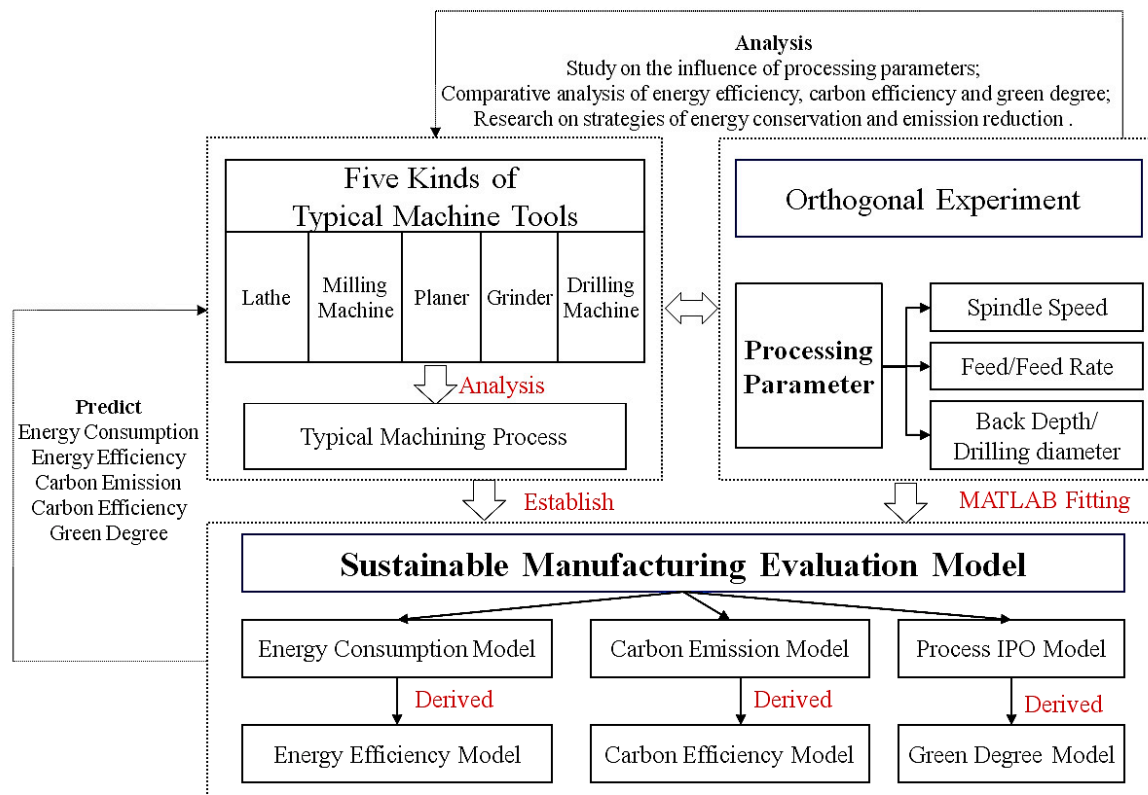 Analysis
Study on the influence of processing parameters;
Comparative analysis of energy efficiency, carbon efficiency and green degree;
Research on strategies of energy conservation and emission reduction .
Five Kinds of
Typical Machine Tools
Lathe
Milling
Machine
Planer
Grinder
Drilling
Machine
Analysis
Typical Machining Process
Orthogonal Experiment
Processing
Parameter
Spindle Speed
Feed/Feed Rate
Back Depth/
Drilling diameter
Predict
Energy Consumption
Energy Efficiency
Carbon Emission
Carbon Efficiency
Green Degree
Establish
MATLAB Fitting
Sustainable Manufacturing Evaluation Model
Energy Consumption Model
Carbon Emission Model
Process IPO Model
Derived
Derived
Derived
Energy Efficiency Model
Carbon Efficiency Model
Green Degree Model